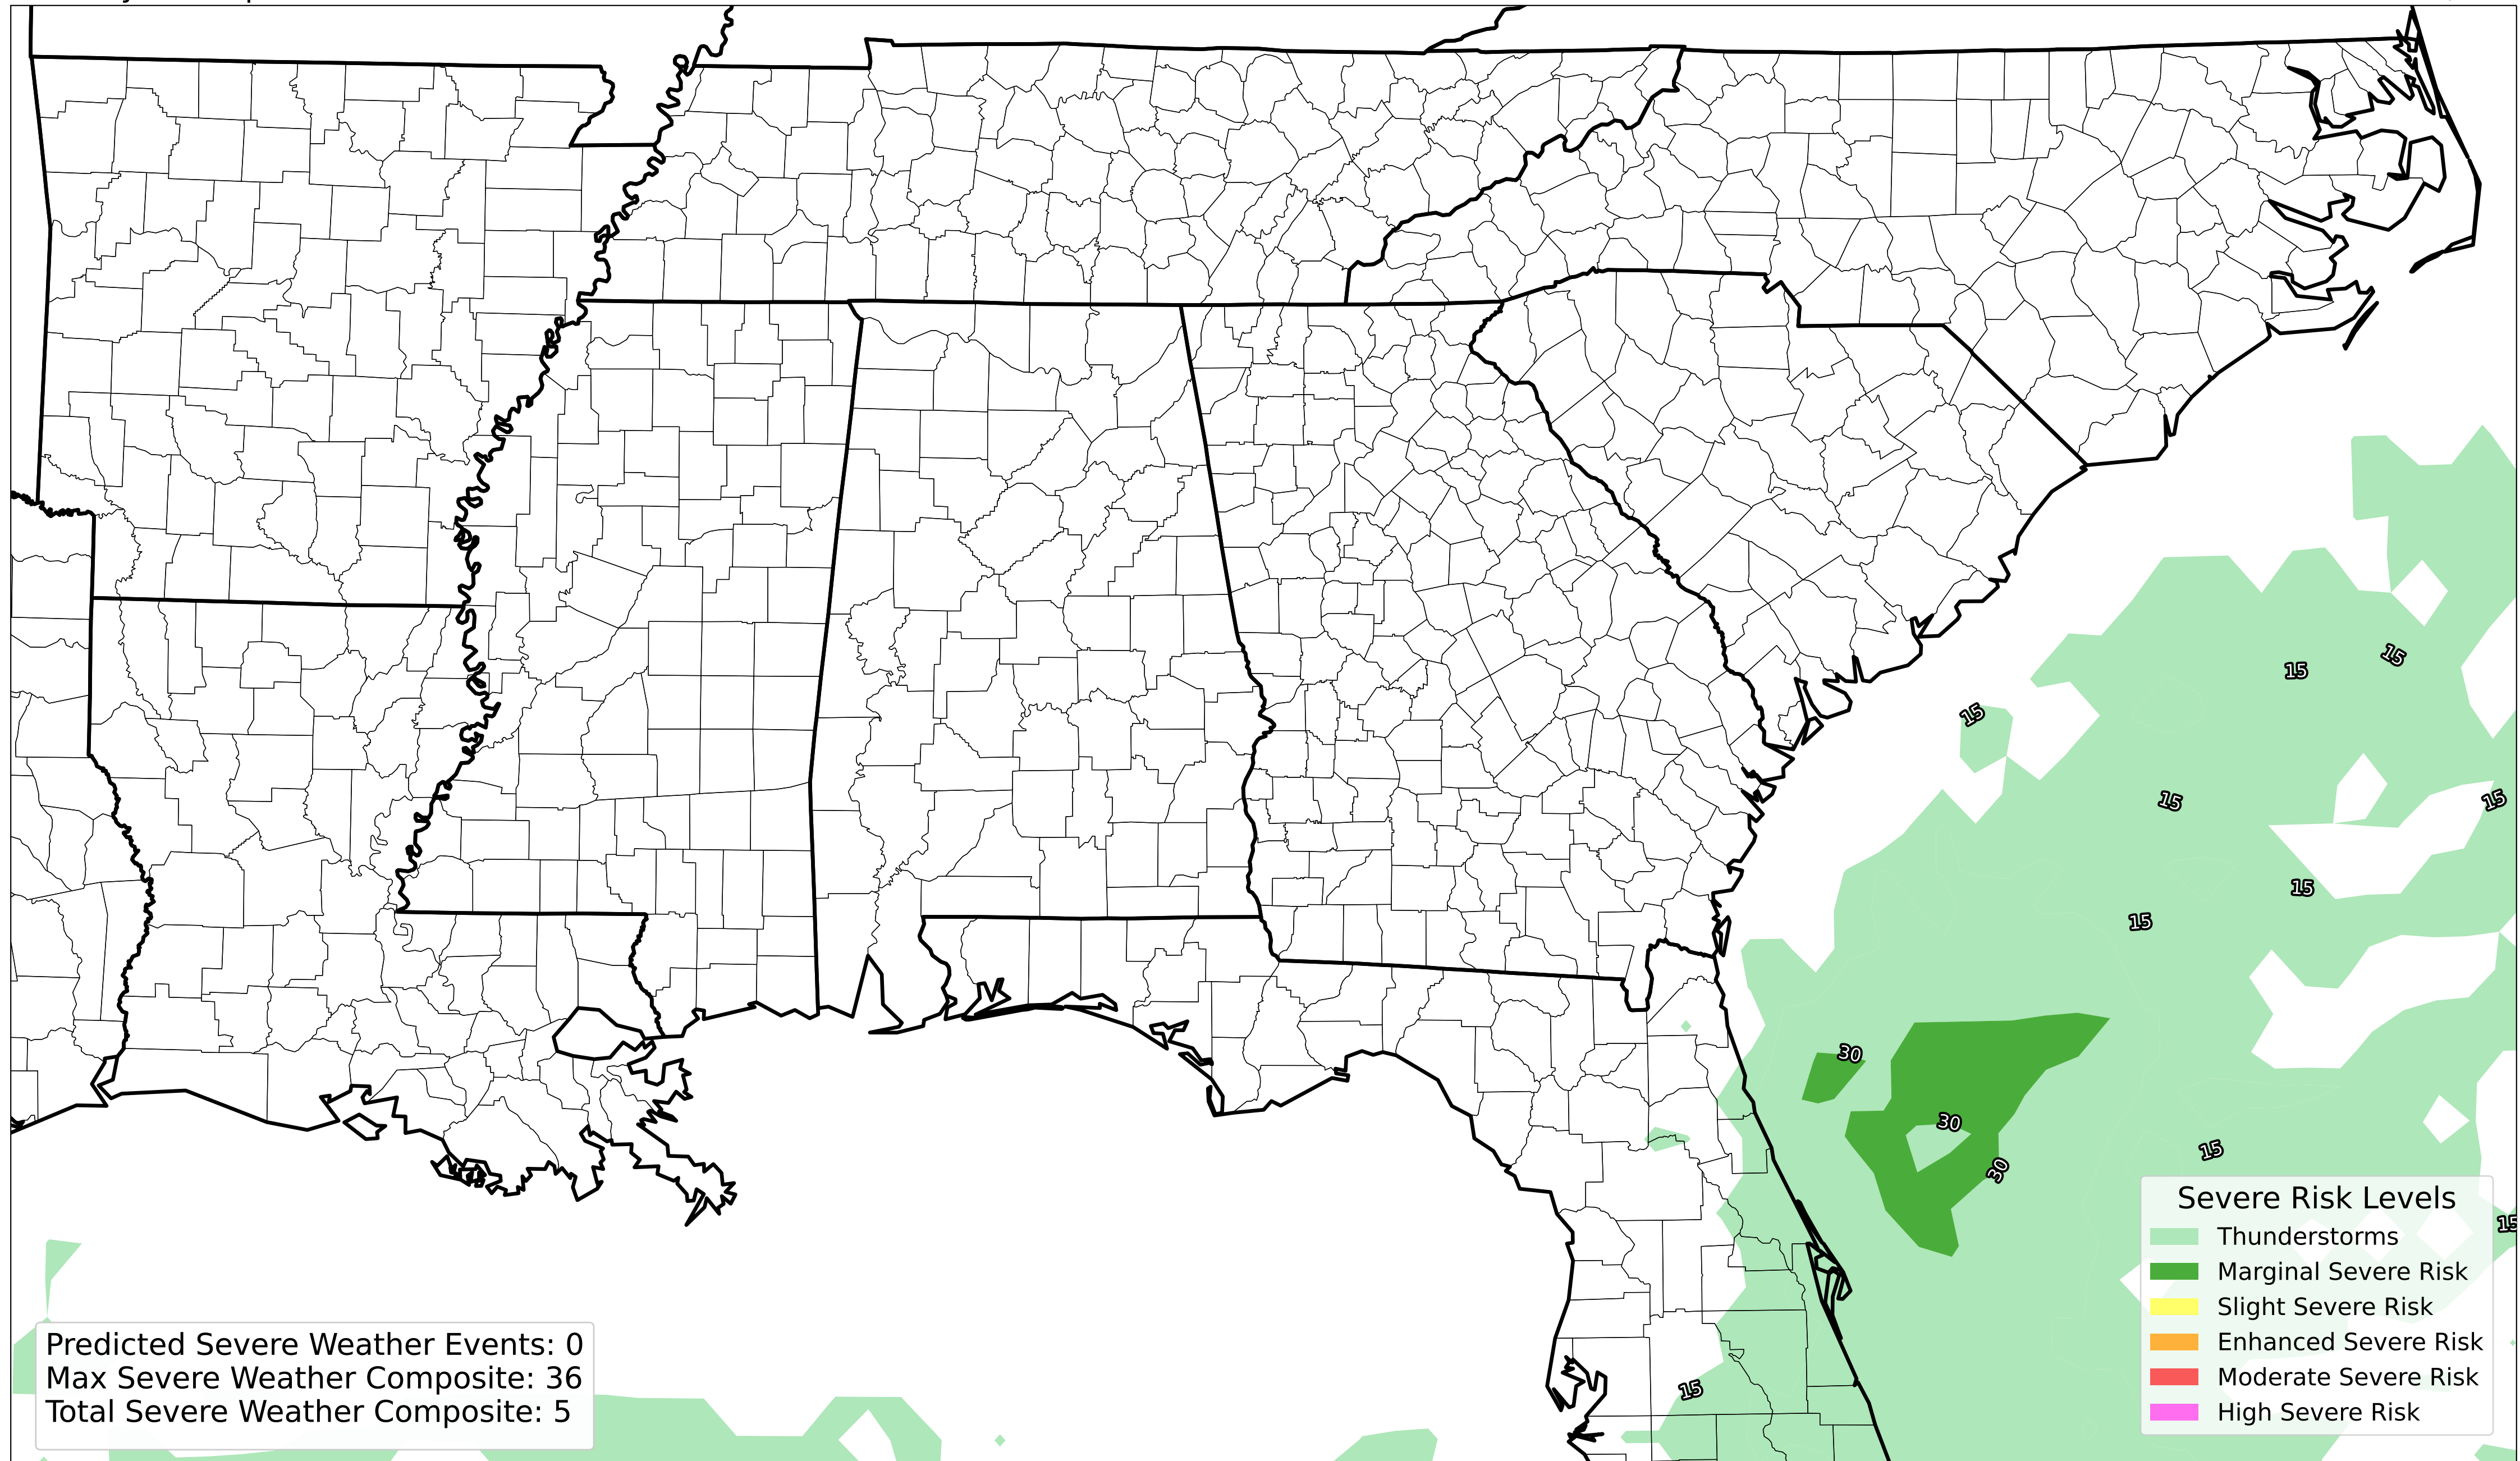 15
15
15
15
15
15
15
30
30
15
30
15
15
Severe Risk Levels
Thunderstorms
Marginal Severe Risk
Slight Severe Risk
Enhanced Severe Risk
Moderate Severe Risk
High Severe Risk
Predicted Severe Weather Events: 0
Max Severe Weather Composite: 36
Total Severe Weather Composite: 5